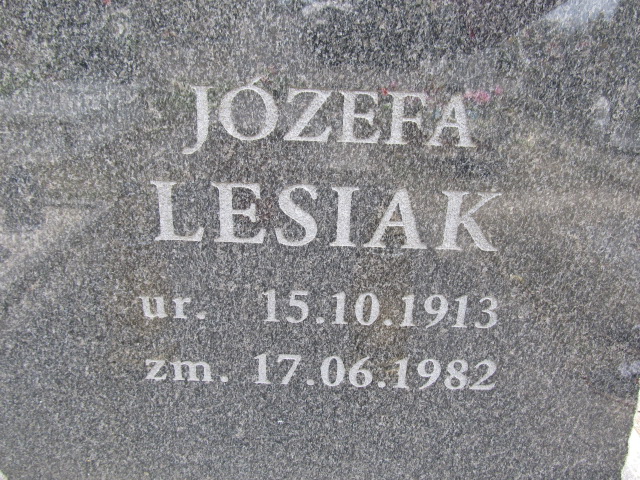 JÓZEFA
LESIAK
ur. 15.10.1913
zm. 17.06.1982